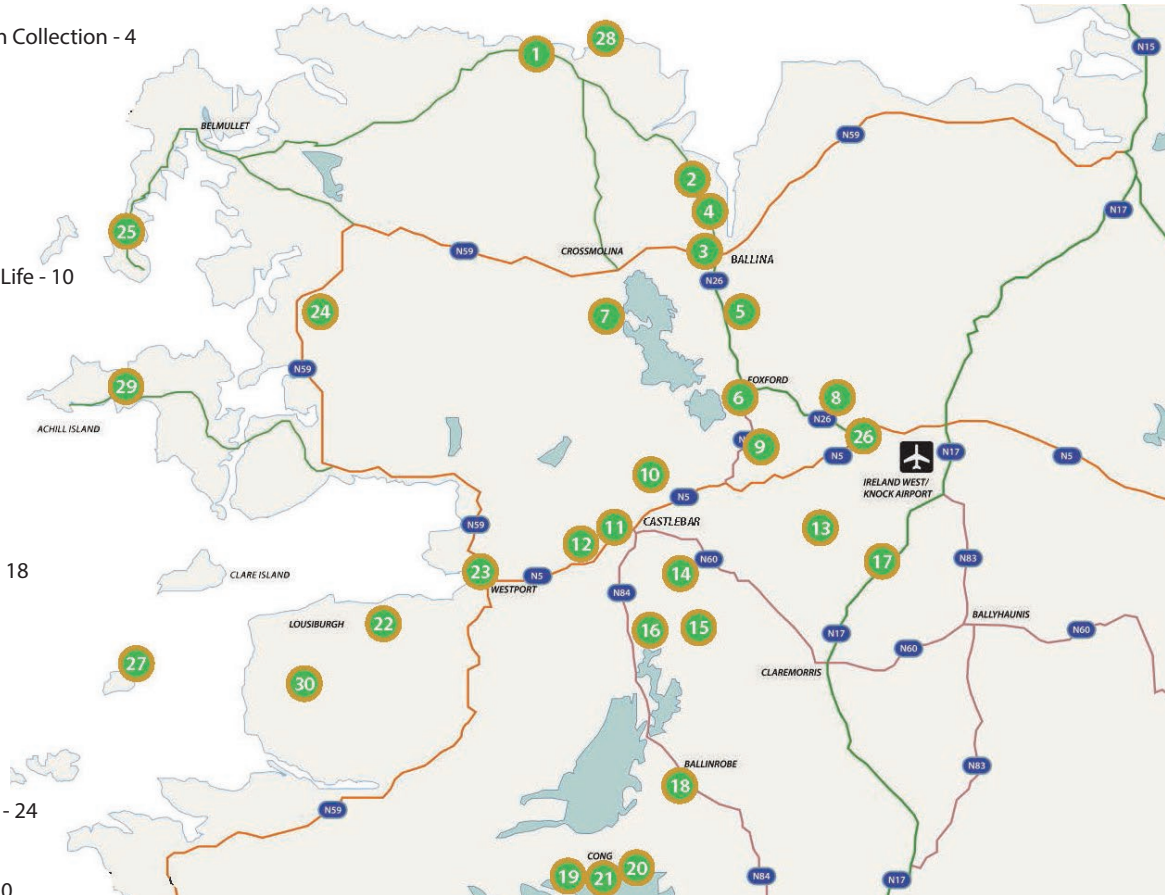 n Collection - 4
28
1
N15
BELMULLET
N59
2
4
N17
25
CROSSMOLINA
N59
3
BALLINA
Life - 10
N26
24
7
5
N59
29
FOXFORD
6
8
ACHILL ISLAND
N26
26
9
N5
N17
N5
10
IRELAND WEST/
KNOCK AIRPORT
N5
N59
11
CASTLEBAR
13
12
N60
17
N83
18
CLARE ISLAND
23
N5
14
WESTPORT
N84
BALLYHAUNIS
LOUSIBURGH
22
16
15
N17
N60
N60
27
CLAREMORRIS
30
BALLINROBE
N83
18
- 24
N59
CONG
19
21
20
N84
N17
0